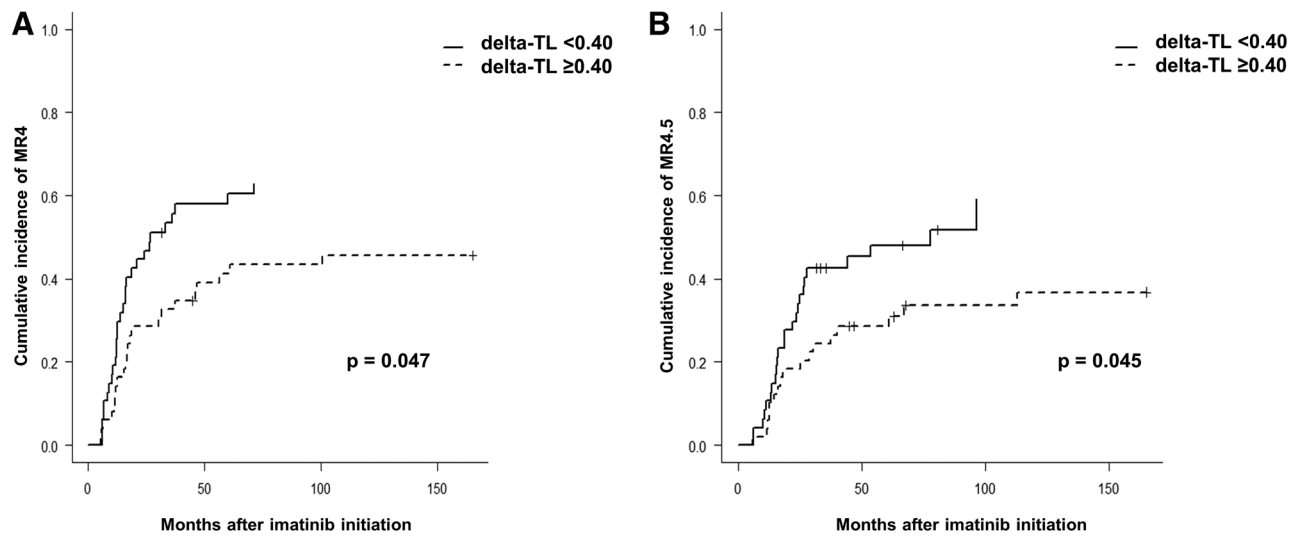 A
Cumulative incidence of MR4
1.0
0.8
0.6
0.4
0.2
0.0
delta-TL <0.40
delta-TL ≥0.40
p = 0.047
0 50 100 150
Months after imatinib initiation
B
Cumulative incidence of MR4.5
1.0
0.8
0.6
0.4
0.2
0.0
delta-TL <0.40
delta-TL ≥0.40
p = 0.045
0 50 100 150
Months after imatinib initiation